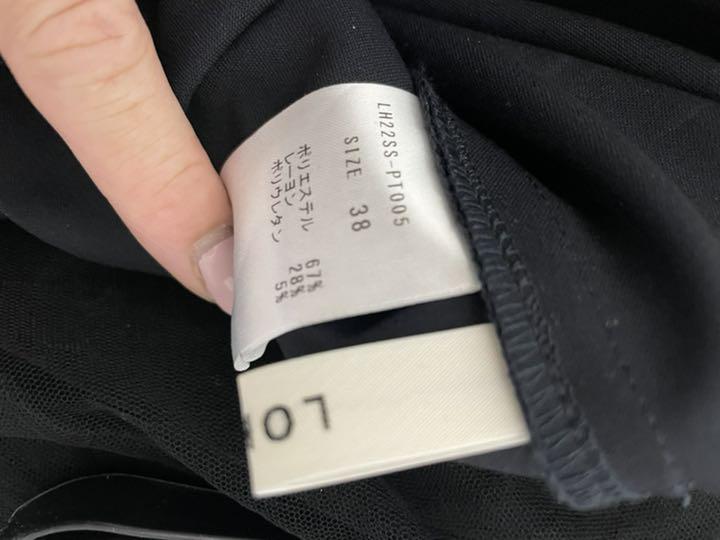 LH22SS-PT005
SIZE 38
ポリエステル 67%
レーヨン 28%
ポリウレタン 5%
LO